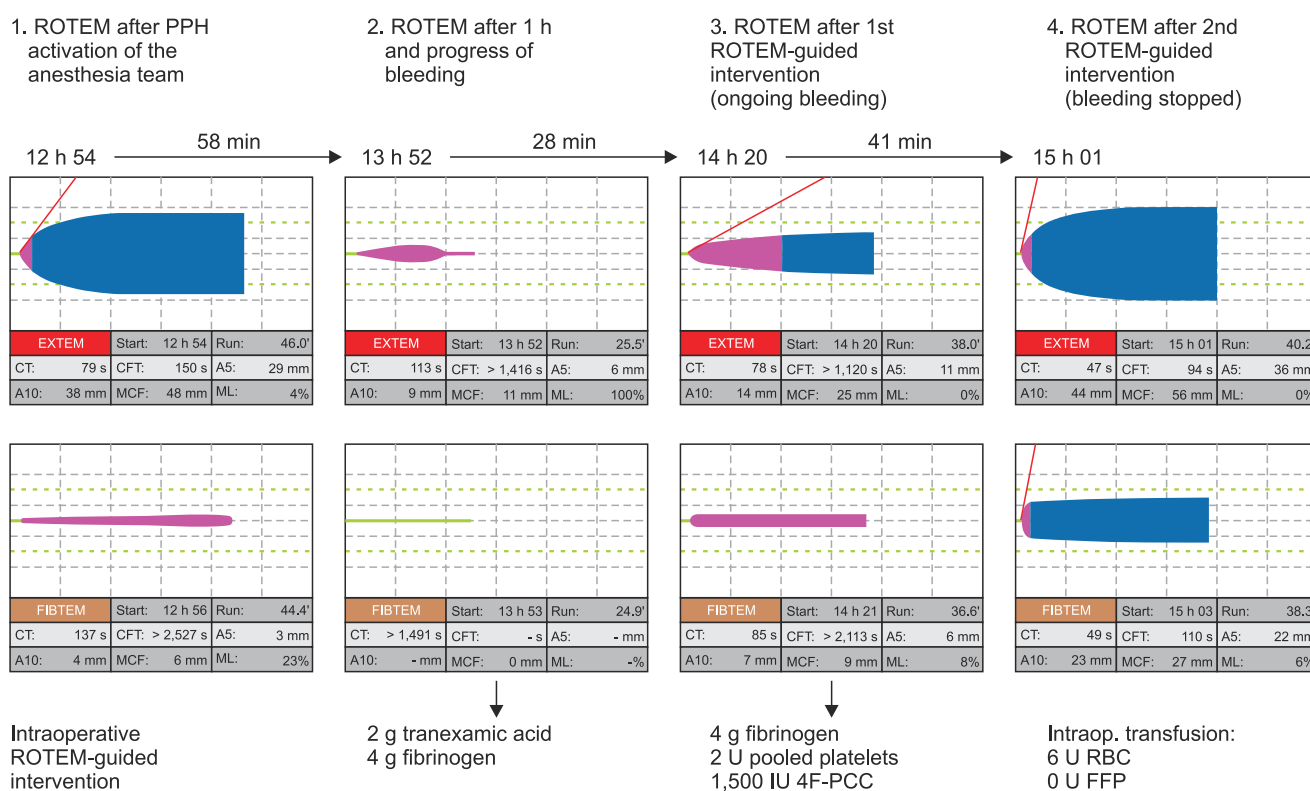 1. ROTEM after PPH
activation of the
anesthesia team
2. ROTEM after 1 h
and progress of
bleeding
3. ROTEM after 1st
ROTEM-guided
intervention
(ongoing bleeding)
4. ROTEM after 2nd
ROTEM-guided
intervention
(bleeding stopped)
12 h 54
58 min
13 h 52
28 min
14 h 20
41 min
15 h 01
EXTEM Start: 12 h 54 Run: 46.0'
CT: 79 s CFT: 150 s A5: 29 mm
A10: 38 mm MCF: 48 mm ML: 4%
EXTEM Start: 13 h 52 Run: 25.5'
CT: 113 s CFT: > 1,416 s A5: 6 mm
A10: 9 mm MCF: 11 mm ML: 100%
EXTEM Start: 14 h 20 Run: 38.0'
CT: 78 s CFT: > 1,120 s A5: 11 mm
A10: 14 mm MCF: 25 mm ML: 0%
EXTEM Start: 15 h 01 Run: 40.2'
CT: 47 s CFT: 94 s A5: 36 mm
A10: 44 mm MCF: 56 mm ML: 0%
FIBTEM Start: 12 h 56 Run: 44.4'
CT: 137 s CFT: > 2,527 s A5: 3 mm
A10: 4 mm MCF: 6 mm ML: 23%
FIBTEM Start: 13 h 53 Run: 24.9'
CT: > 1,491 s CFT: - s A5: - mm
A10: - mm MCF: 0 mm ML: -%
FIBTEM Start: 14 h 21 Run: 36.6'
CT: 85 s CFT: > 2,113 s A5: 6 mm
A10: 7 mm MCF: 9 mm ML: 8%
FIBTEM Start: 15 h 03 Run: 38.3'
CT: 49 s CFT: 110 s A5: 22 mm
A10: 23 mm MCF: 27 mm ML: 6%
Intraoperative
ROTEM-guided
intervention
2 g tranexamic acid
4 g fibrinogen
4 g fibrinogen
2 U pooled platelets
1,500 IU 4F-PCC
Intraop. transfusion:
6 U RBC
0 U FFP